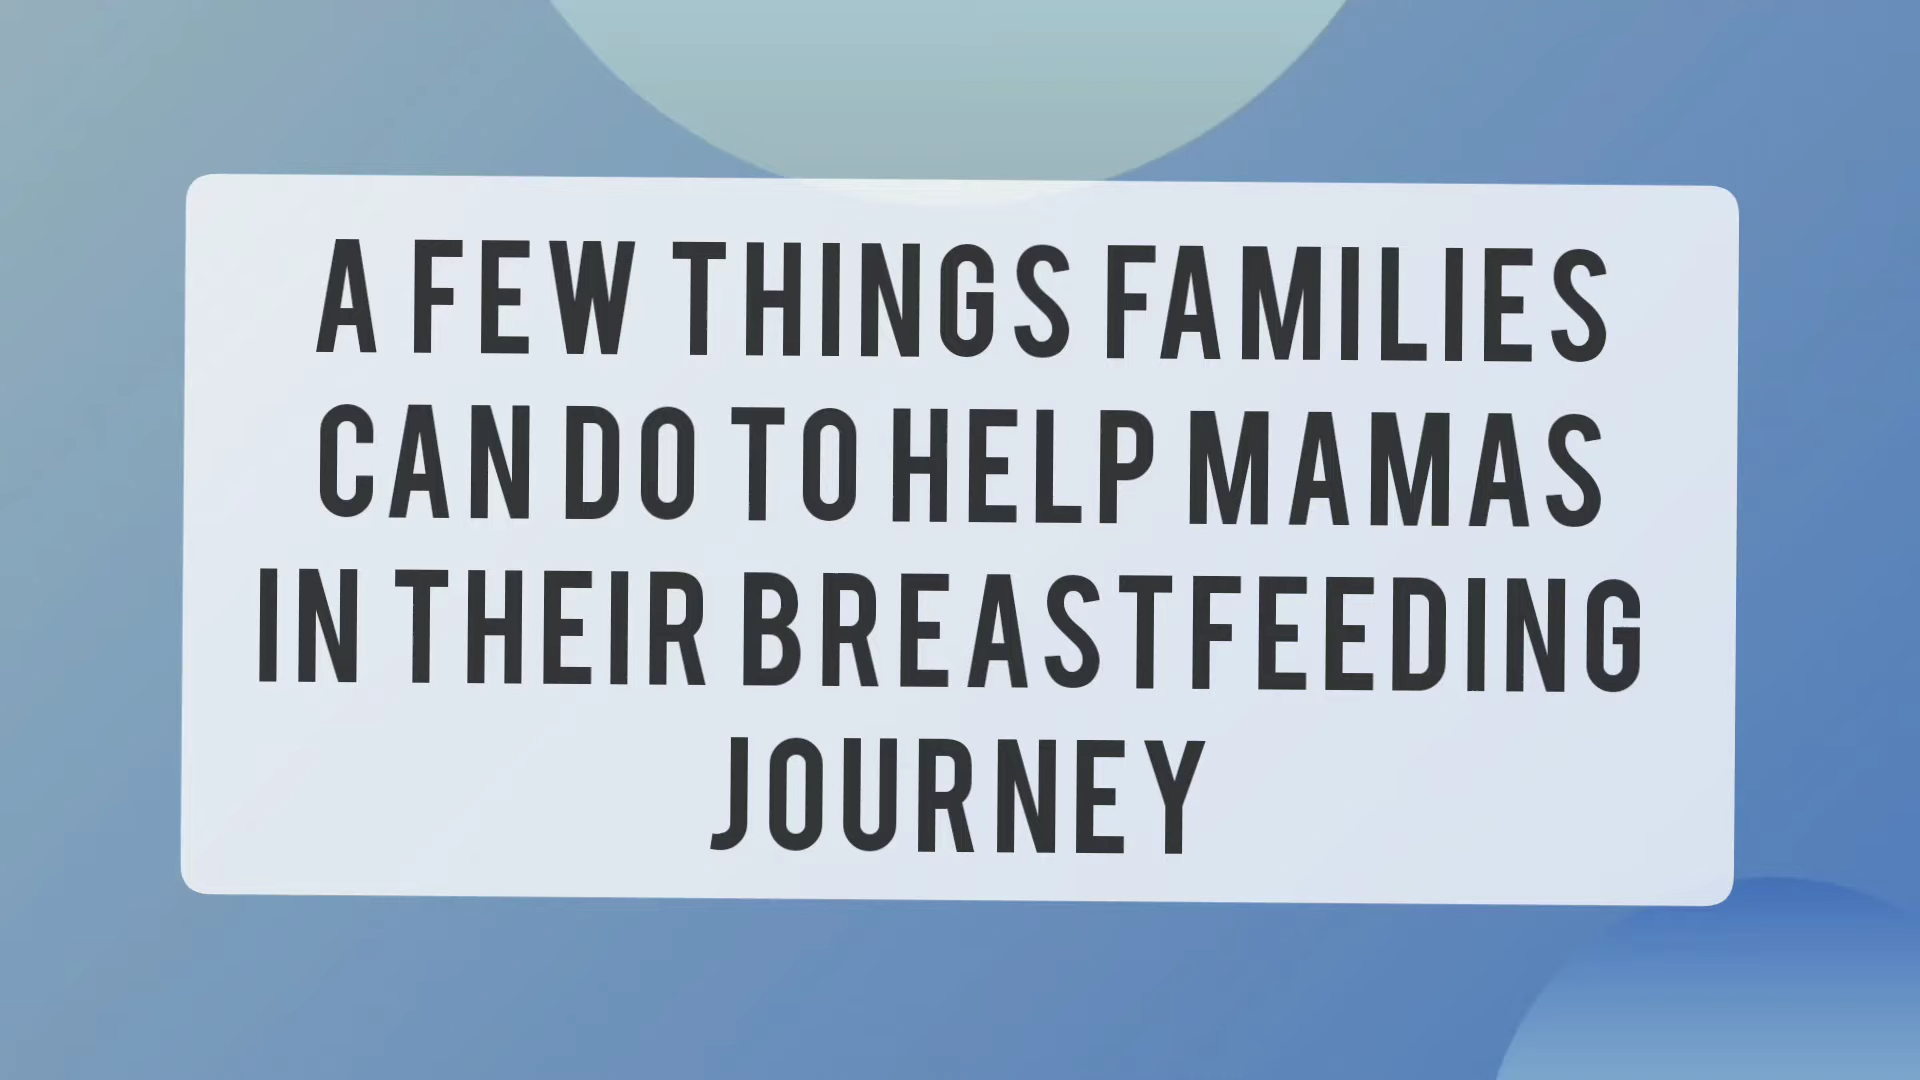 A FEW THINGS FAMILIES
CAN DO TO HELP MAMAS
IN THEIR BREASTFEEDING
JOURNEY